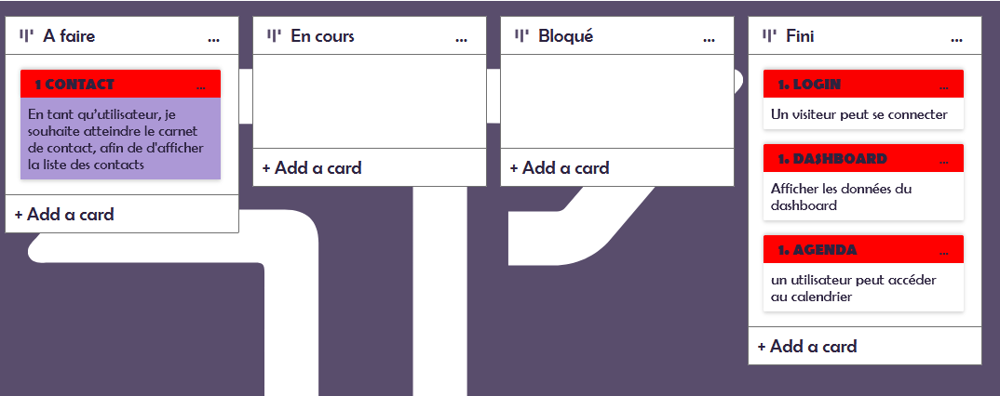 A faire ...
1 CONTACT ...
En tant qu'utilisateur, je
souhaite atteindre le carnet
de contact, afin de d'afficher
la liste des contacts
+ Add a card
En cours ...
+ Add a card
Bloqué ...
+ Add a card
Fini ...
1. LOGIN ...
Un visiteur peut se connecter
1. DASHBOARD ...
Afficher les données du
dashboard
1. AGENDA ...
un utilisateur peut accéder
au calendrier
+ Add a card